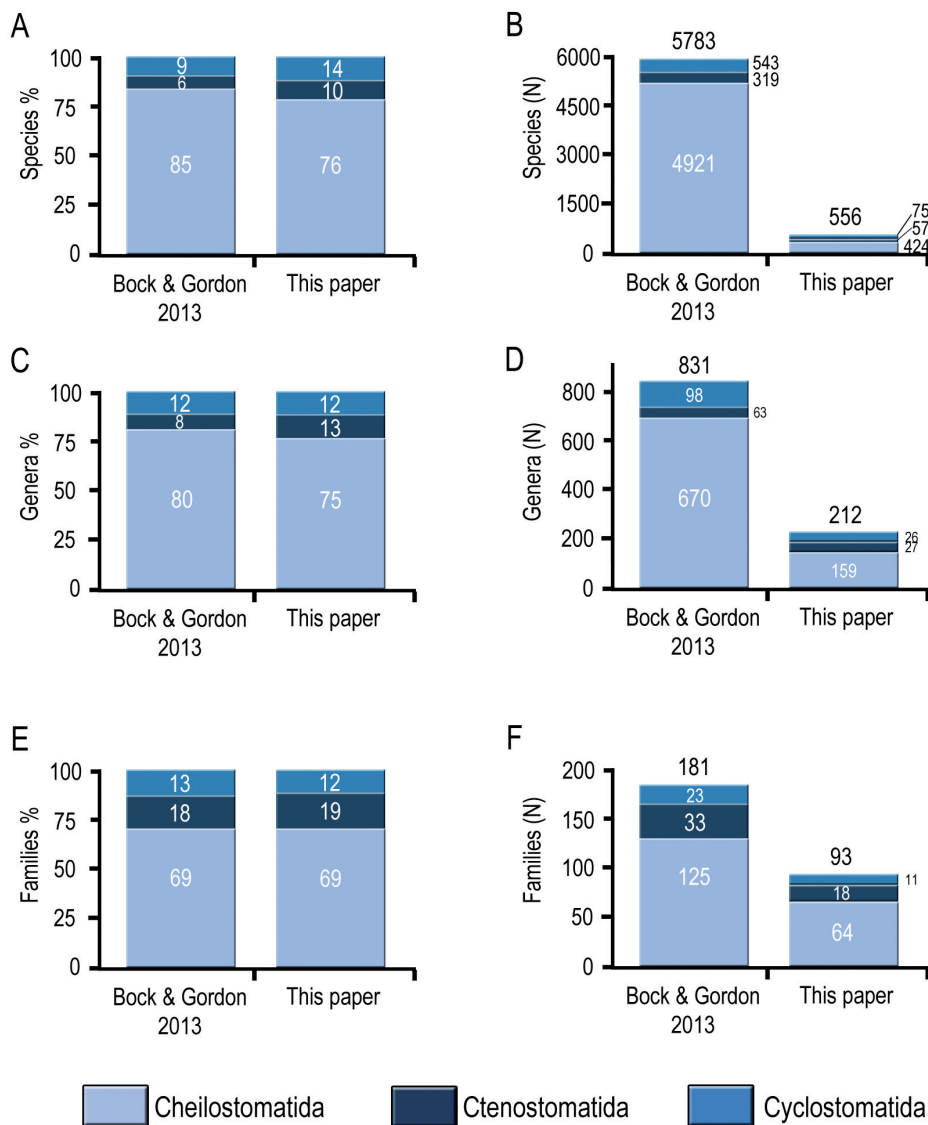 A
Species %
100
75
50
25
0
9
6
85
14
10
76
Bock & Gordon
2013
This paper
B
Species (N)
6000
4500
3000
1500
0
5783
543
319
4921
556
75
57
424
Bock & Gordon
2013
This paper
C
Genera %
100
75
50
25
0
12
8
80
12
13
75
Bock & Gordon
2013
This paper
D
Genera (N)
800
600
400
200
0
831
98
63
670
212
26
27
159
Bock & Gordon
2013
This paper
E
Families %
100
75
50
25
0
13
18
69
12
19
69
Bock & Gordon
2013
This paper
F
Families (N)
200
150
100
50
0
181
23
33
125
93
11
18
64
Bock & Gordon
2013
This paper
Cheilostomatida
Ctenostomatida
Cyclostomatida